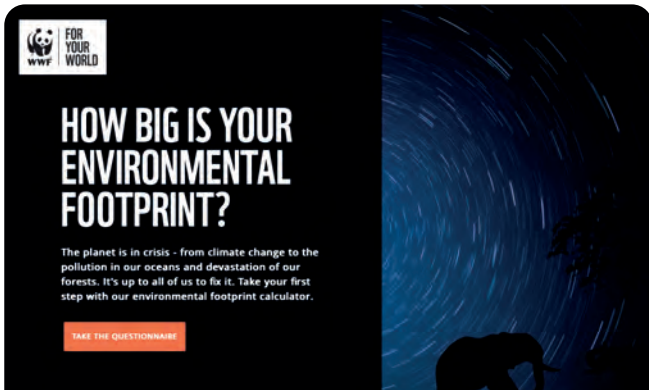 WWF
FOR
YOUR
WORLD
HOW BIG IS YOUR
ENVIRONMENTAL
FOOTPRINT?
The planet is in crisis - from climate change to the
pollution in our oceans and devastation of our
forests. It's up to all of us to fix it. Take your first
step with our environmental footprint calculator.
TAKE THE QUESTIONNAIRE